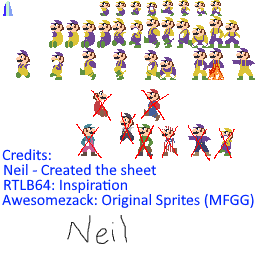 Credits:
Neil - Created the sheet
RTLB64: Inspiration
Awesomezack: Original Sprites (MFGG)
Neil